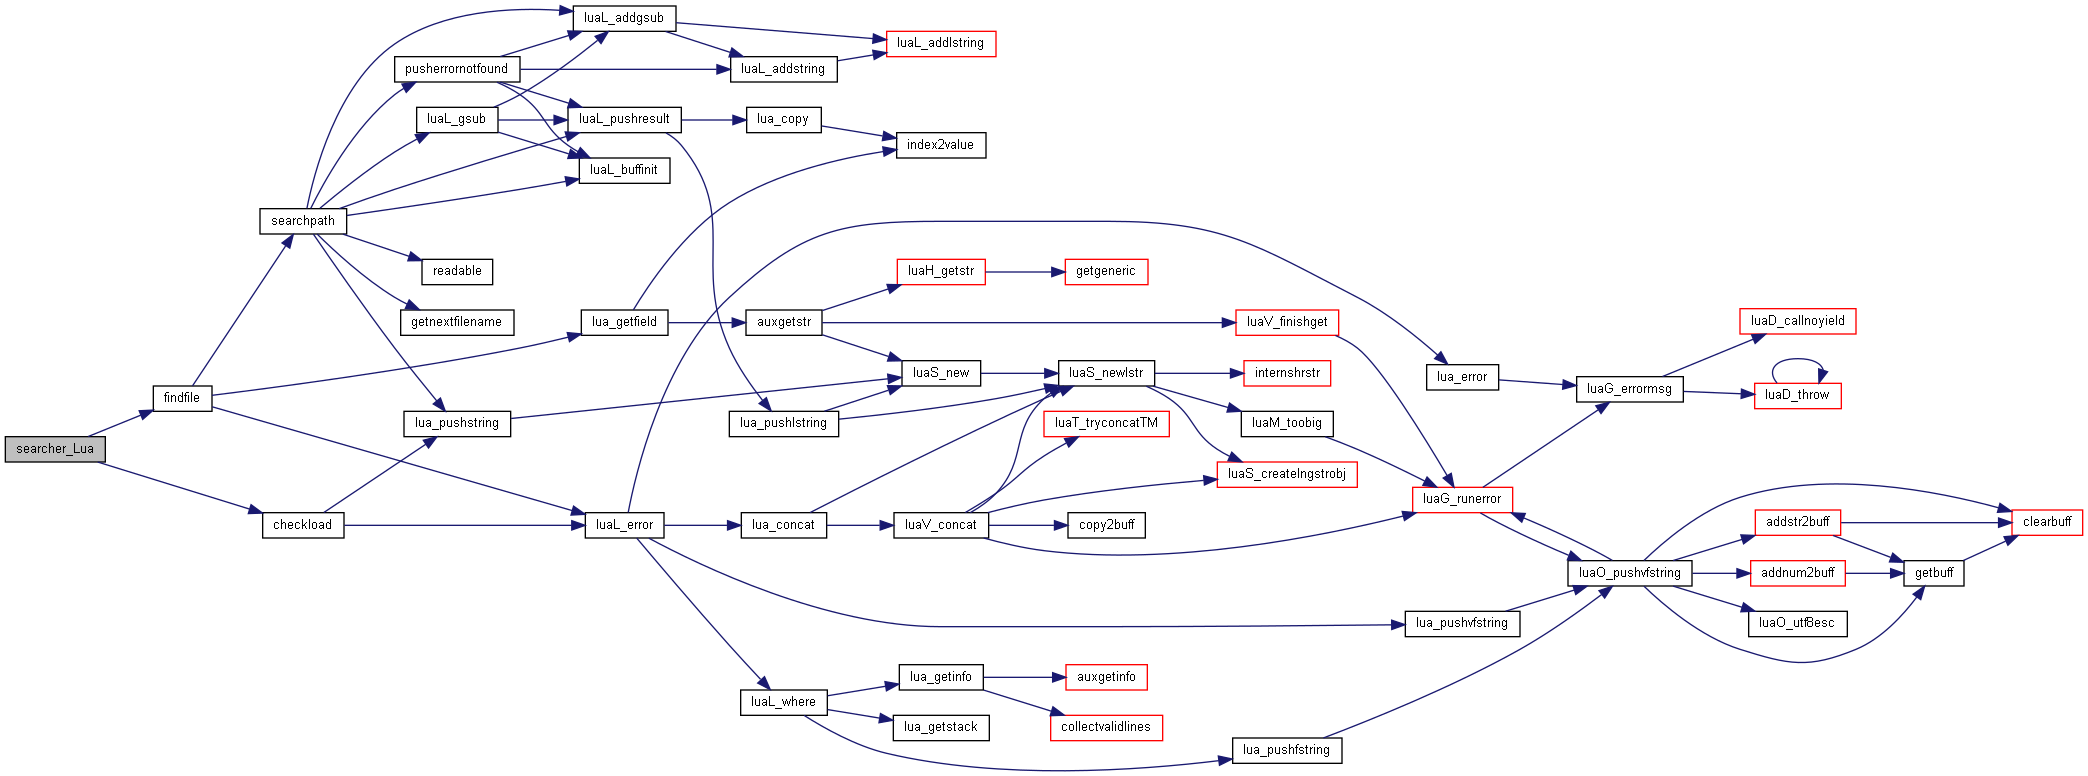 searcher_Lua
findfile
checkload
searchpath
pusherrornotfound
luaL_gsub
readable
getnextfilename
lua_pushstring
luaL_addgsub
luaL_addstring
luaL_pushresult
luaL_buffinit
lua_getfield
luaL_error
luaL_addlstring
lua_copy
index2value
auxgetstr
luaH_getstr
getgeneric
luaV_finishget
luaS_new
luaS_newlstr
internshrstr
lua_pushlstring
luaT_tryconcatTM
luaM_toobig
luaS_createlngstrobj
lua_concat
luaV_concat
copy2buff
luaG_runerror
lua_error
luaG_errormsg
luaD_callnoyield
luaD_throw
luaO_pushvfstring
addstr2buff
addnum2buff
luaO_utf8esc
getbuff
clearbuff
lua_pushvfstring
luaL_where
lua_getinfo
auxgetinfo
collectvalidlines
lua_getstack
lua_pushfstring